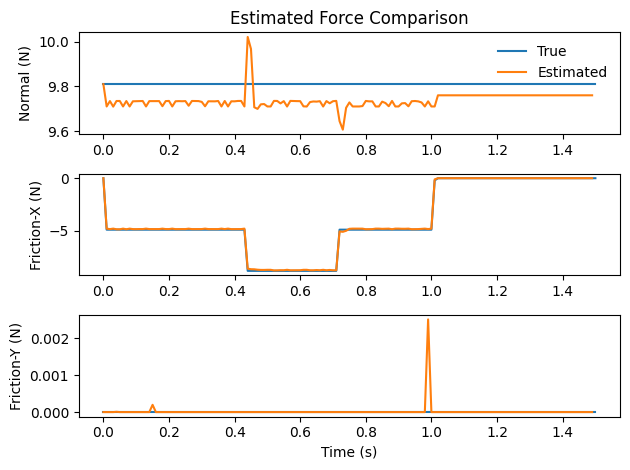 Estimated Force Comparison
Normal (N)
10.0
9.8
9.6
True
Estimated
0.0 0.2 0.4 0.6 0.8 1.0 1.2 1.4
Friction-X (N)
0
−5
0.0 0.2 0.4 0.6 0.8 1.0 1.2 1.4
Friction-Y (N)
0.002
0.001
0.000
0.0 0.2 0.4 0.6 0.8 1.0 1.2 1.4
Time (s)